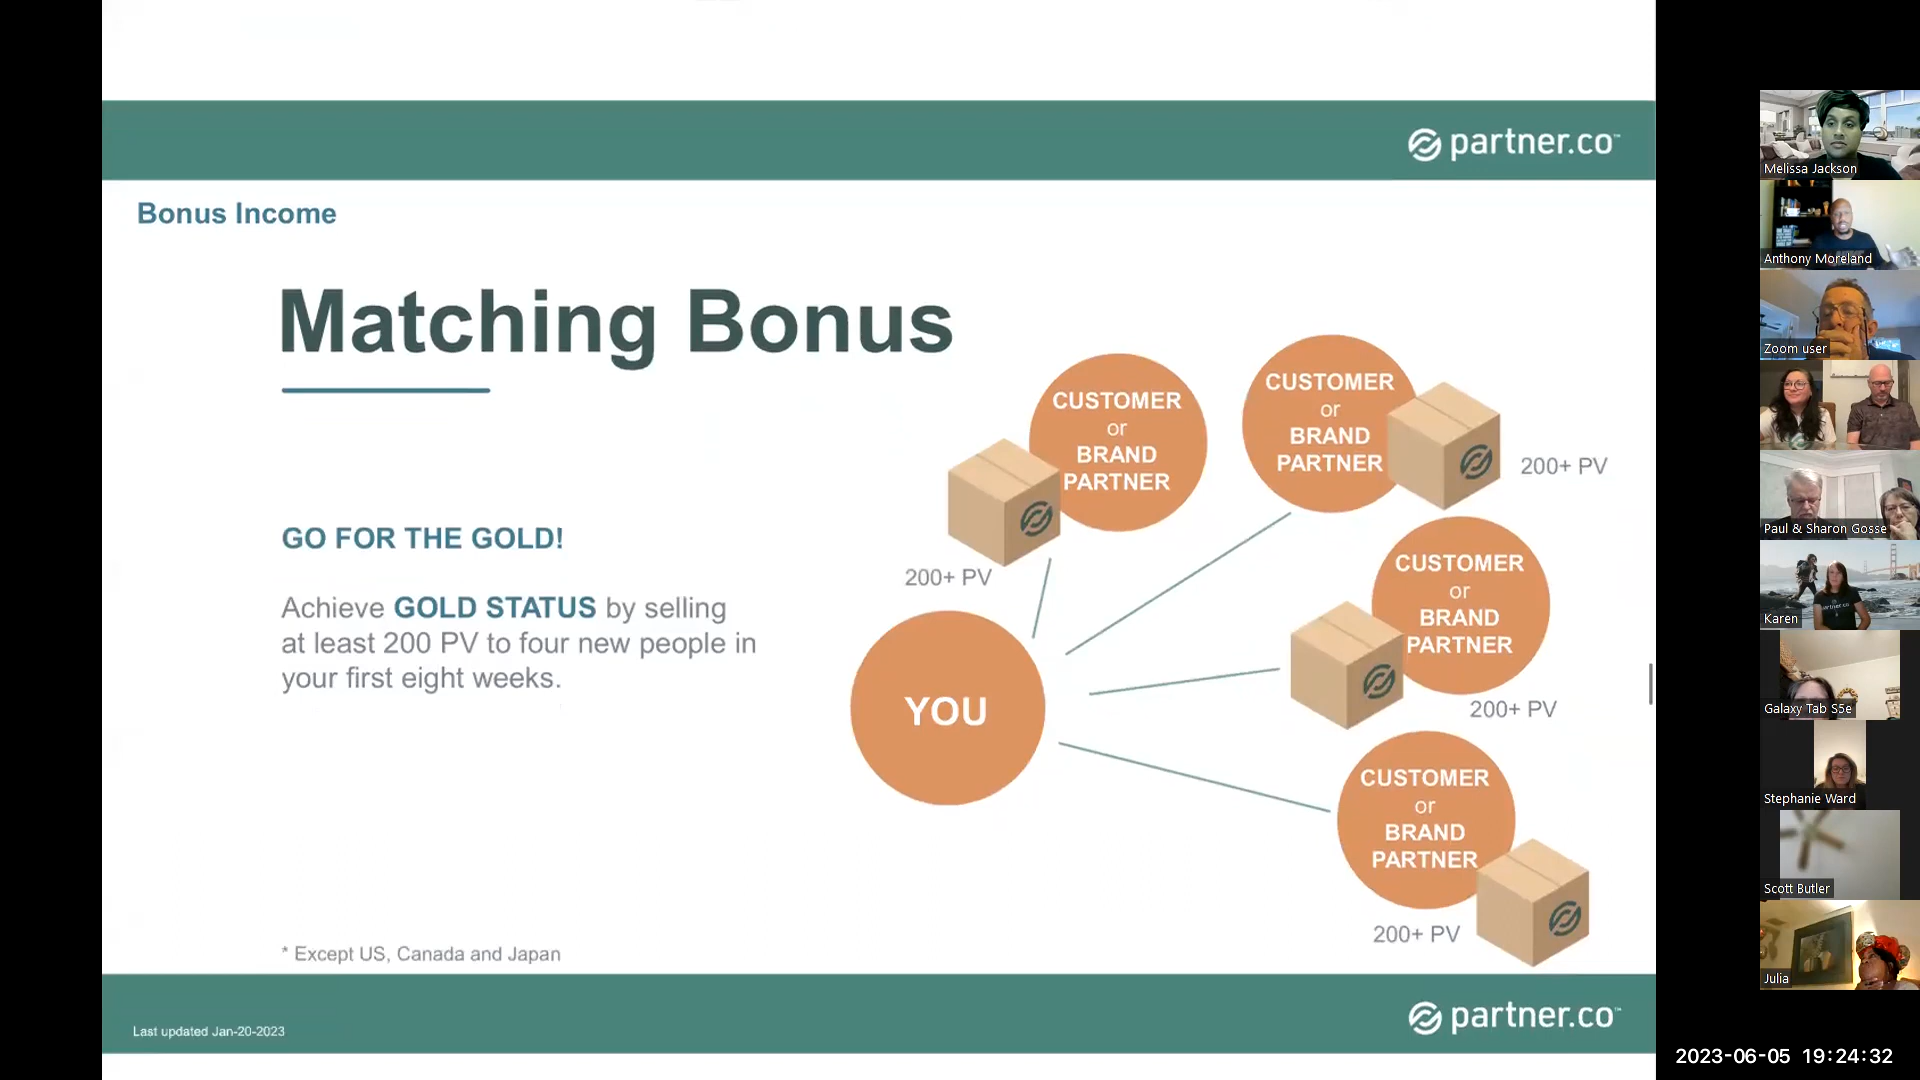 partner.co™
Bonus Income
Matching Bonus
GO FOR THE GOLD!
Achieve GOLD STATUS by selling
at least 200 PV to four new people in
your first eight weeks.
CUSTOMER
or
BRAND
PARTNER
200+ PV
CUSTOMER
or
BRAND
PARTNER
200+ PV
CUSTOMER
or
BRAND
PARTNER
200+ PV
YOU
CUSTOMER
or
BRAND
PARTNER
200+ PV
* Except US, Canada and Japan
Last updated Jan-20-2023
partner.co™
Melissa Jackson
Anthony Moreland
Zoom user
Paul & Sharon Gosse
Karen
partner.co
Galaxy Tab S5e
Stephanie Ward
Scott Butler
Julia
2023-06-05 19:24:32